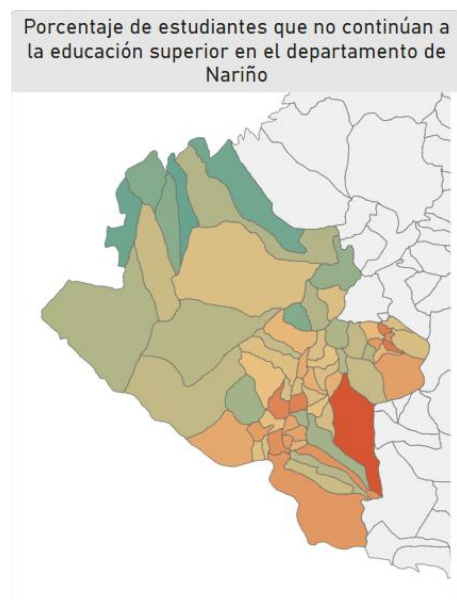 Porcentaje de estudiantes que no continúan a
la educación superior en el departamento de
Nariño